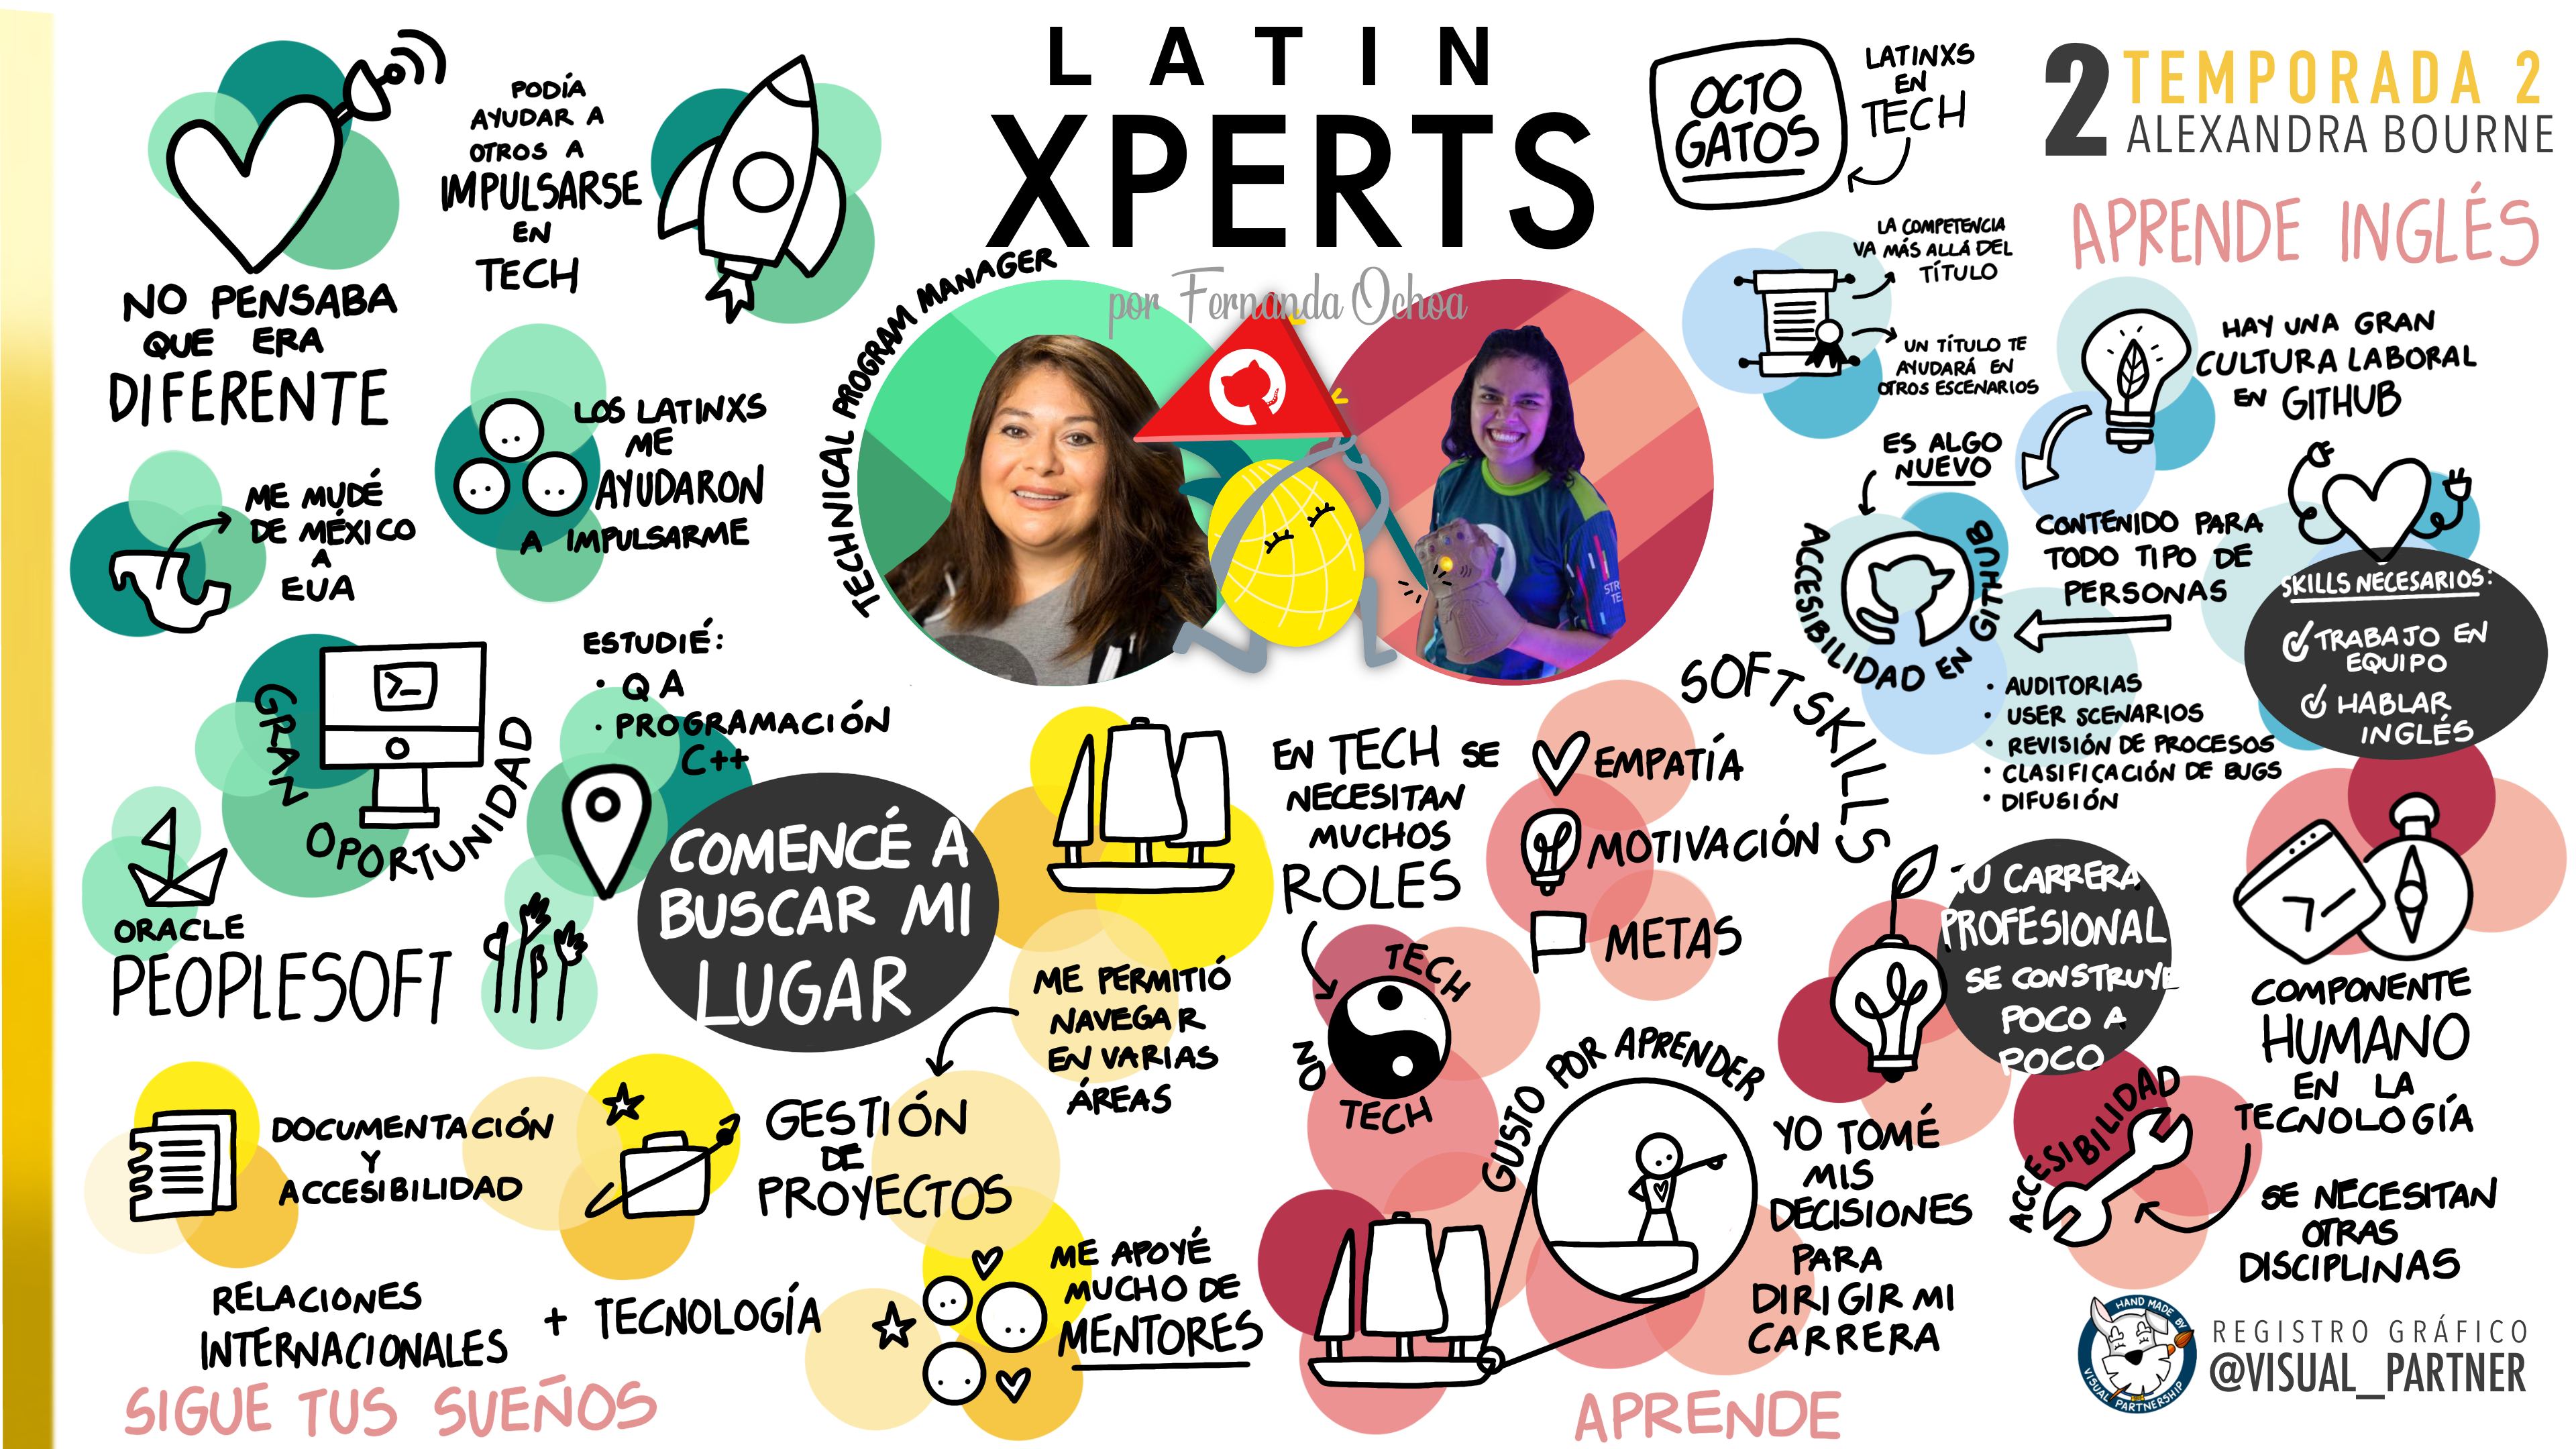 LATIN
XPERTS
por Fernanda Ochoa
2 TEMPORADA 2
ALEXANDRA BOURNE
APRENDE INGLÉS
NO PENSABA
QUE ERA
DIFERENTE
PODÍA
AYUDAR A
OTROS A
IMPULSARSE
EN
TECH
ME MUDÉ
DE MÉXICO
A
EUA
LOS LATINXS
ME
AYUDARON
A IMPULSARME
TECHNICAL PROGRAM MANAGER
GRAN OPORTUNIDAD
ESTUDIÉ:
· QA
· PROGRAMACIÓN
C++
ORACLE
PEOPLESOFT
COMENCÉ A
BUSCAR MI
LUGAR
ME PERMITIÓ
NAVEGAR
EN VARIAS
ÁREAS
DOCUMENTACIÓN
Y
ACCESIBILIDAD
GESTIÓN
DE
PROYECTOS
RELACIONES
INTERNACIONALES
+ TECNOLOGÍA
ME APOYÉ
MUCHO DE
MENTORES
SIGUE TUS SUEÑOS
OCTO
GATOS
LATINXS
EN
TECH
LA COMPETENCIA
VA MÁS ALLÁ DEL
TÍTULO
UN TÍTULO TE
AYUDARÁ EN
OTROS ESCENARIOS
HAY UNA GRAN
CULTURA LABORAL
EN GITHUB
ES ALGO
NUEVO
ACCESIBILIDAD EN GITHUB
CONTENIDO PARA
TODO TIPO DE
PERSONAS
· AUDITORIAS
· USER SCENARIOS
· REVISIÓN DE PROCESOS
· CLASIFICACIÓN DE BUGS
· DIFUSIÓN
SKILLS NECESARIOS:
TRABAJO EN
EQUIPO
HABLAR
INGLÉS
EN TECH SE
NECESITAN
MUCHOS
ROLES
TECH
NO
TECH
SOFT SKILLS
EMPATÍA
MOTIVACIÓN
METAS
GUSTO POR APRENDER
YO TOMÉ
MIS
DECISIONES
PARA
DIRIGIR MI
CARRERA
TU CARRERA
PROFESIONAL
SE CONSTRUYE
POCO A
POCO
COMPONENTE
HUMANO
EN LA
TECNOLOGÍA
ACCESIBILIDAD
SE NECESITAN
OTRAS
DISCIPLINAS
APRENDE
HAND MADE BY
VISUAL PARTNERSHIP
REGISTRO GRÁFICO
@VISUAL_PARTNER